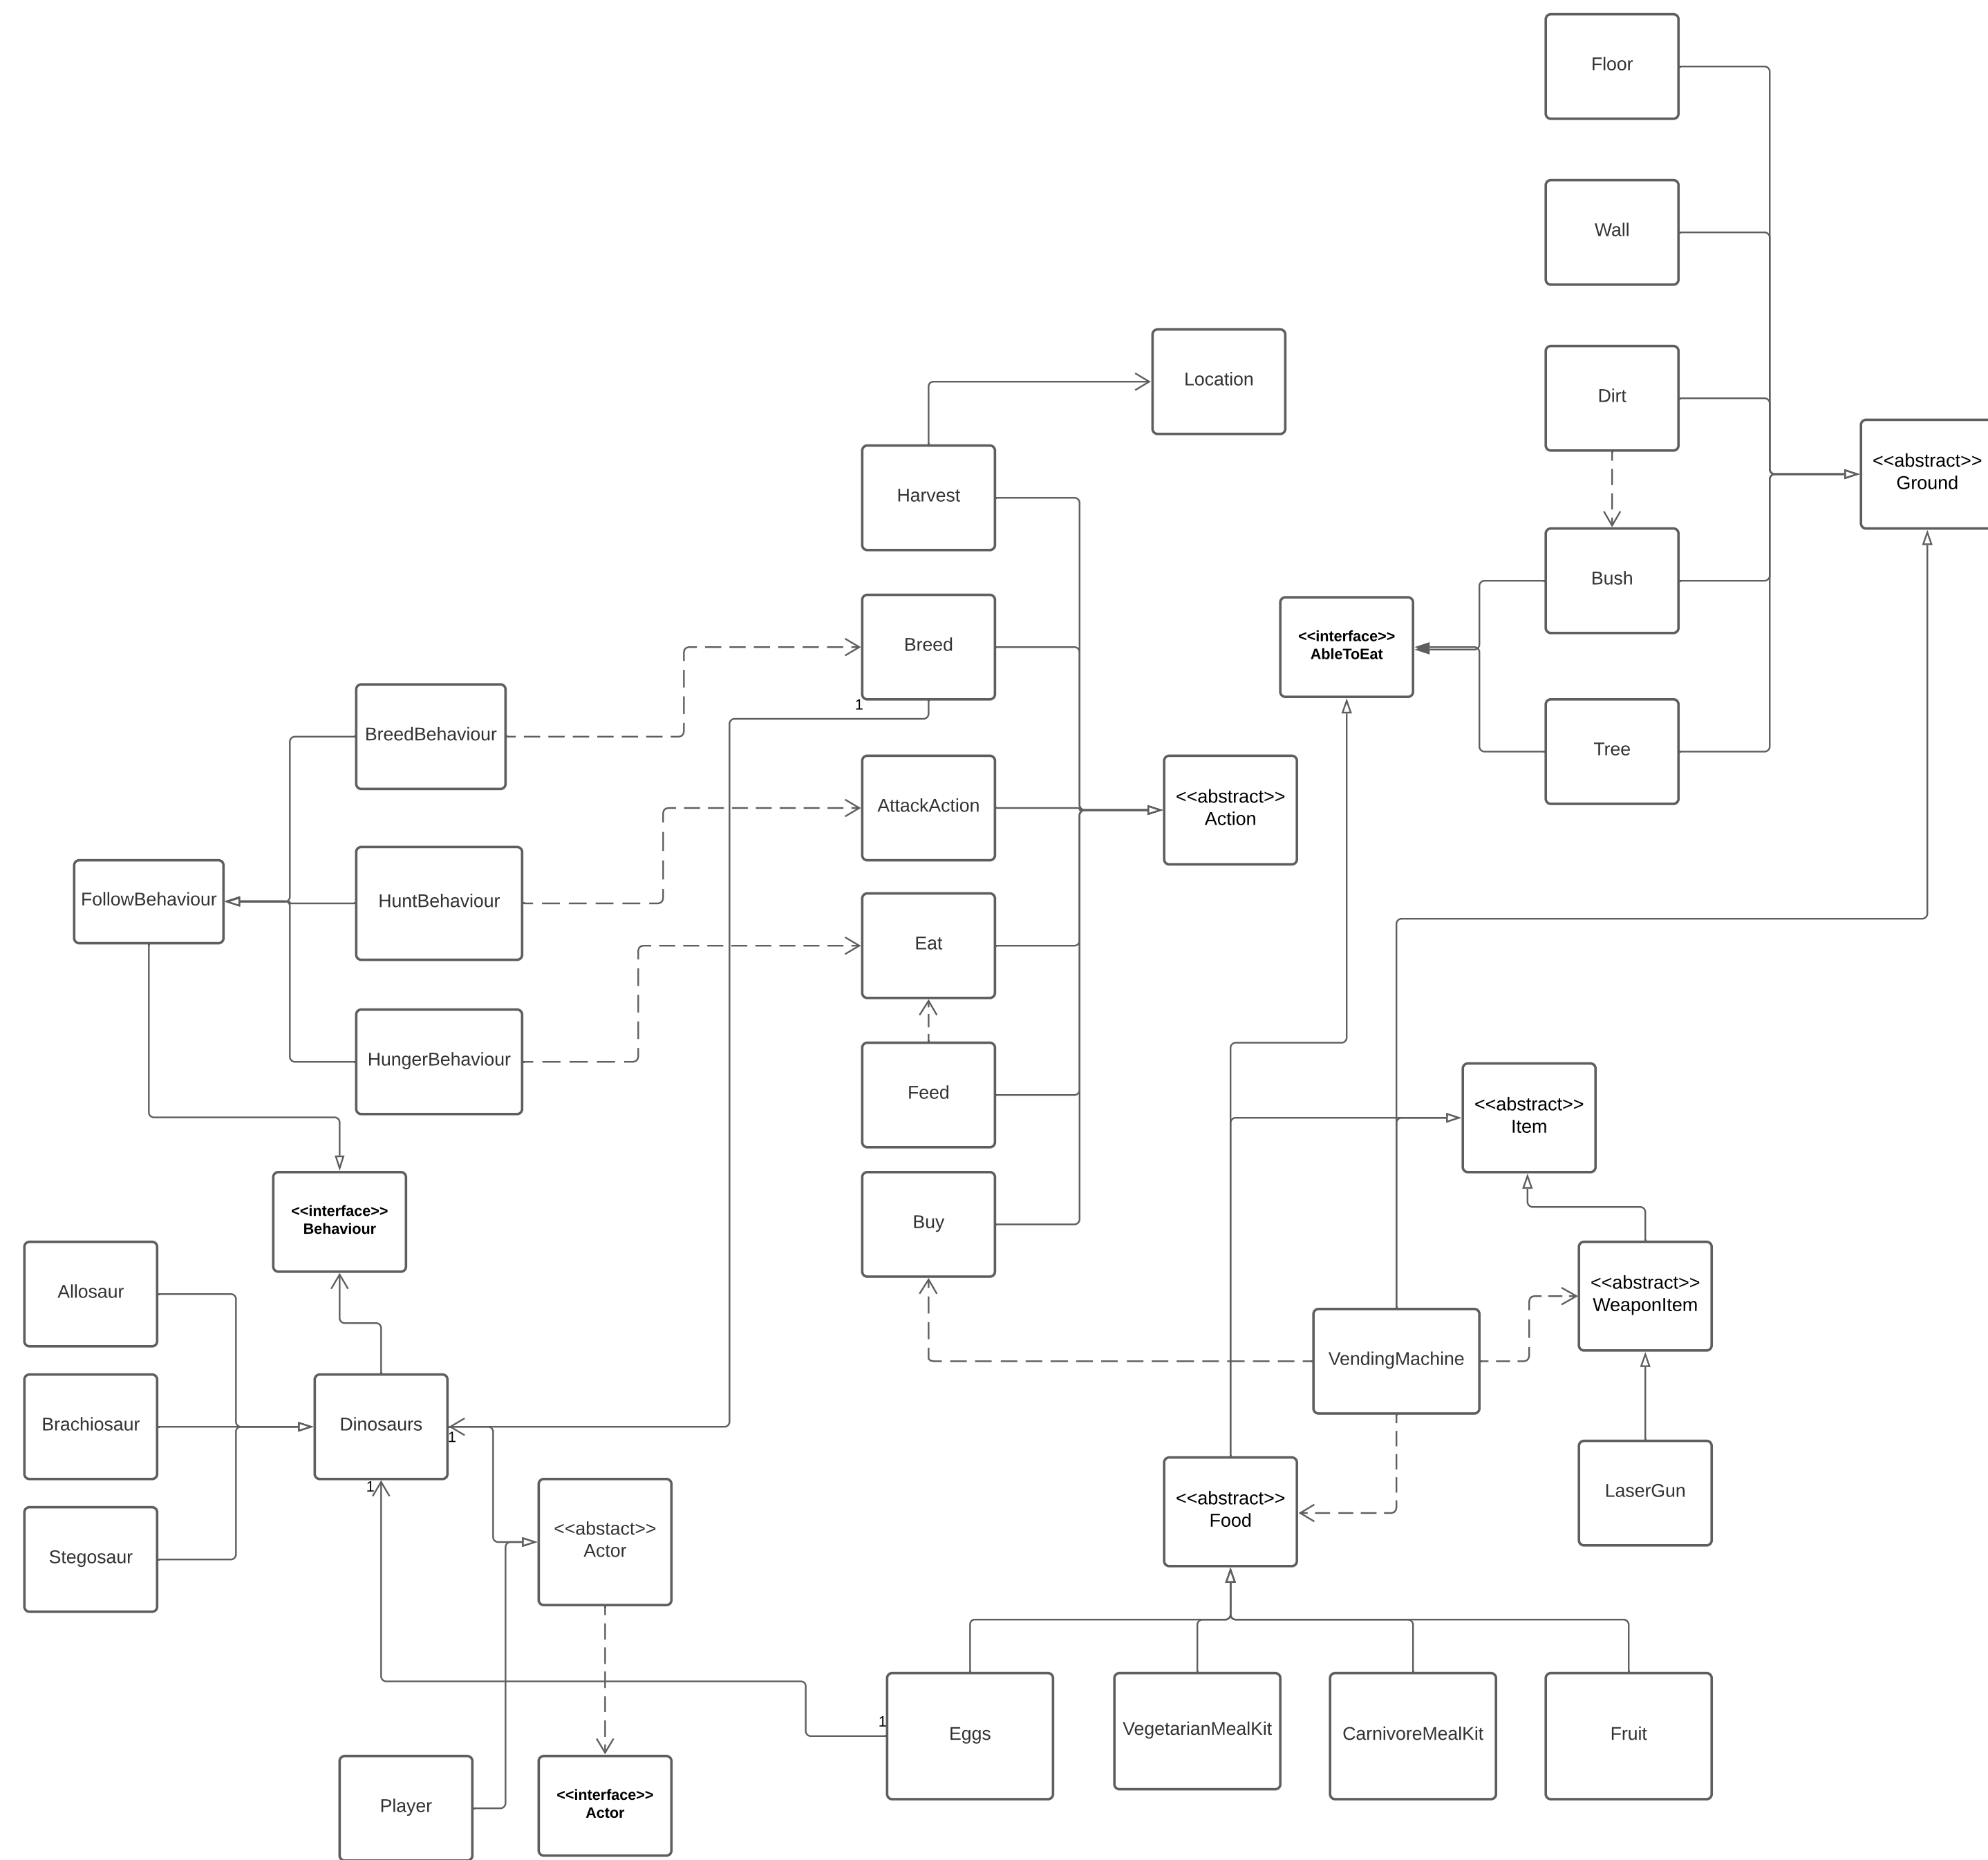 Floor
Wall
Location
Dirt
<<abstract>>
Ground
Harvest
Bush
<<interface>>
AbleToEat
Breed
1
BreedBehaviour
Tree
AttackAction
<<abstract>>
Action
FollowBehaviour
HuntBehaviour
Eat
HungerBehaviour
Feed
<<abstract>>
Item
<<interface>>
Behaviour
Buy
Allosaur
<<abstract>>
WeaponItem
VendingMachine
Brachiosaur
Dinosaurs
1
1
Stegosaur
<<abstact>>
Actor
<<abstract>>
Food
LaserGun
1
Eggs
VegetarianMealKit
CarnivoreMealKit
Fruit
Player
<<interface>>
Actor